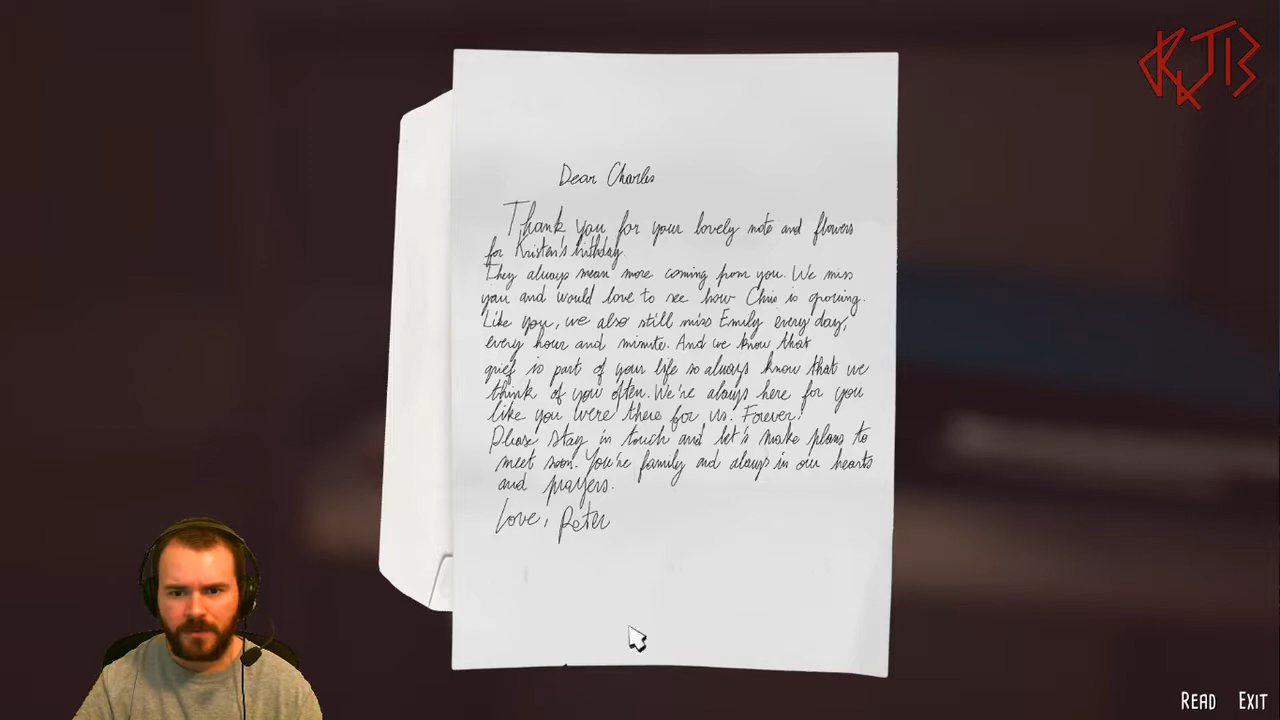 KJB
Dear Charles
Thank you for your lovely note and flowers
for Kristen's birthday.
They always mean more coming from you. We miss
you and would love to see how Chris is growing.
Like you, we also still miss Emily every day,
every hour and minute. And we know that
grief is part of your life so always know that we
think of you often. We're always here for you
like you were there for us. Forever!
Please stay in touch and let's make plans to
meet soon. You're family and always in our hearts
and prayers.
Love, Peter
READ EXIT